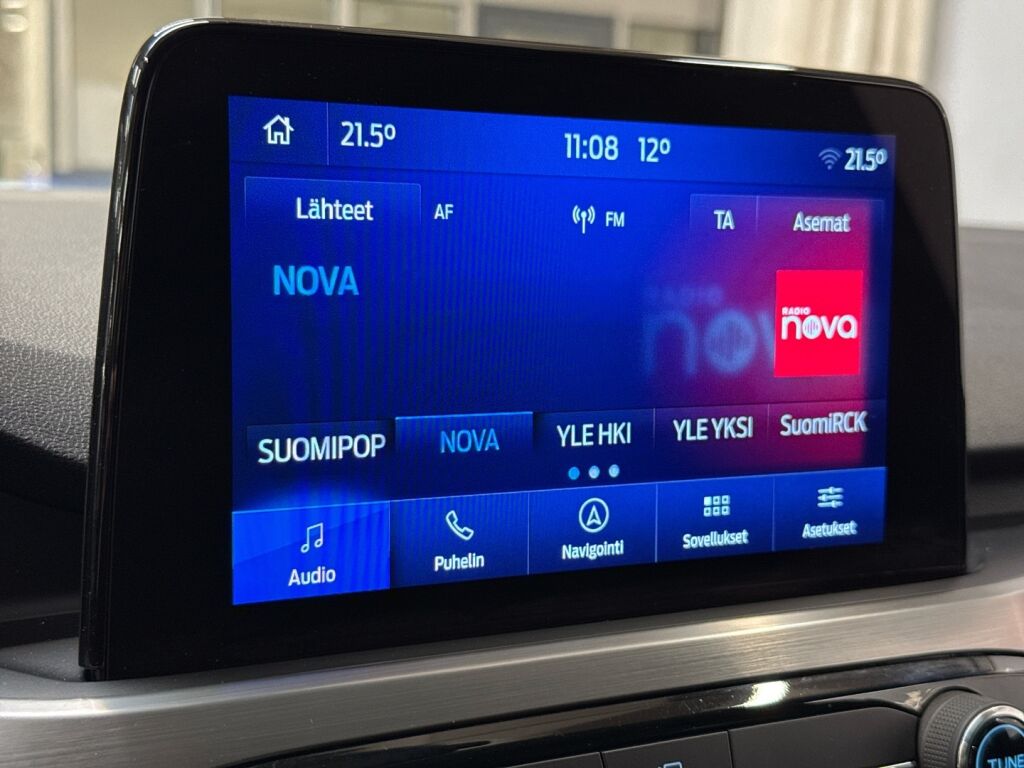 21.5° 11:08 12° 21.5°
Lähteet AF FM TA Asemat
NOVA
RADIO
nova
SUOMIPOP NOVA YLE HKI YLE YKSI SuomiRCK
Audio Puhelin Navigointi Sovellukset Asetukset
TUNE